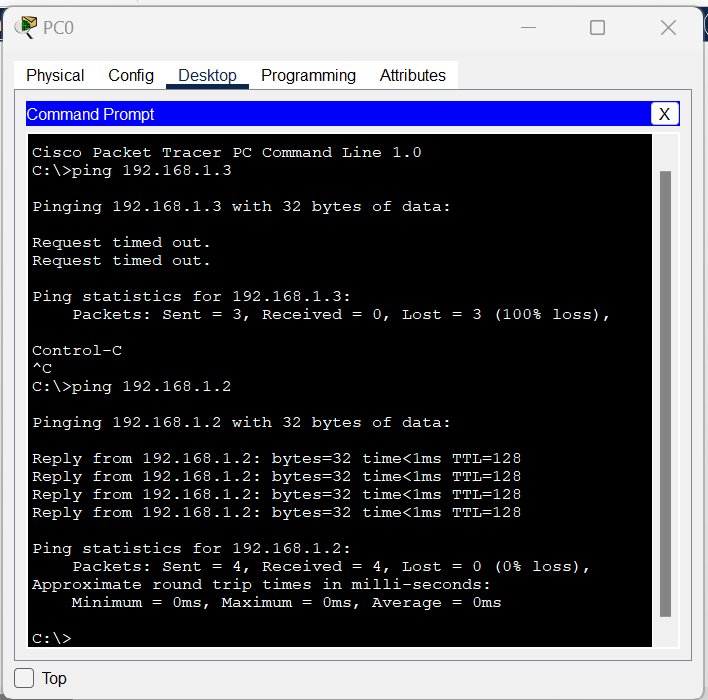 PC0
Physical Config Desktop Programming Attributes
Command Prompt X
Cisco Packet Tracer PC Command Line 1.0
C:\>ping 192.168.1.3
Pinging 192.168.1.3 with 32 bytes of data:
Request timed out.
Request timed out.
Ping statistics for 192.168.1.3:
Packets: Sent = 3, Received = 0, Lost = 3 (100% loss),
Control-C
^C
C:\>ping 192.168.1.2
Pinging 192.168.1.2 with 32 bytes of data:
Reply from 192.168.1.2: bytes=32 time<1ms TTL=128
Reply from 192.168.1.2: bytes=32 time<1ms TTL=128
Reply from 192.168.1.2: bytes=32 time<1ms TTL=128
Reply from 192.168.1.2: bytes=32 time<1ms TTL=128
Ping statistics for 192.168.1.2:
Packets: Sent = 4, Received = 4, Lost = 0 (0% loss),
Approximate round trip times in milli-seconds:
Minimum = 0ms, Maximum = 0ms, Average = 0ms
C:\>
Top